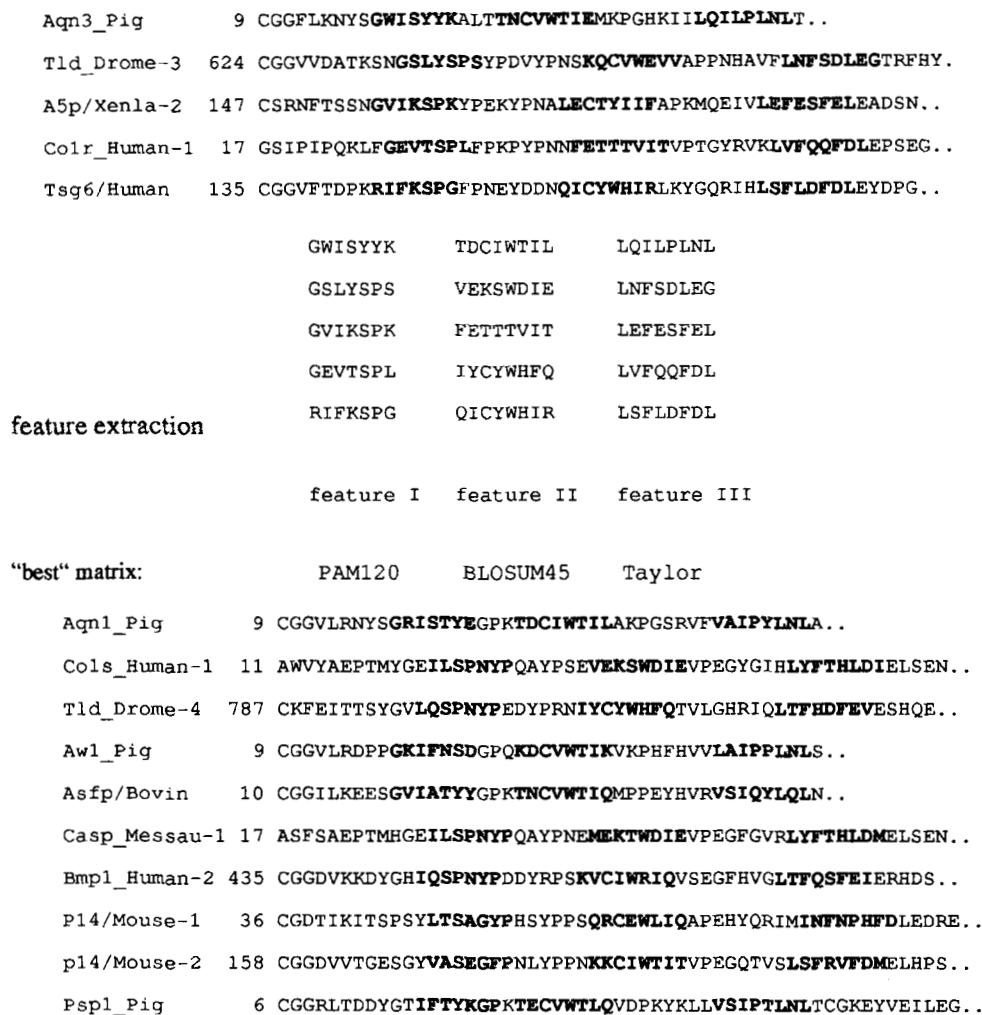 Aqn3_Pig 9 CGGFLKNYSGWISYYKALTTNCVWTIEMKPGHKIILQILPLNLT..
Tld_Drome-3 624 CGGVVDATKSNGSLYSPSYPDVYPNSKQCVWEVVAPPNHAVFLNFSDLEGTRFHY.
A5p/Xenla-2 147 CSRNFTSSNGVIKSPKYPEKYPNALECTYIIFAPKMQEIVLEFESFELEADSN..
Co1r_Human-1 17 GSIPIPQKLFGEVTSPLFPKPYPNNFETTTVITVPTGYRVKLVFQQFDLEPSEG..
Tsg6/Human 135 CGGVFTDPKRIFKSPGFPNEYDDNQICYWHIRLKYGQRIHLSFLDFDLEYDPG..
GWISYYK TDCIWTIL LQILPLNL
GSLYSPS VEKSWDIE LNFSDLEG
GVIKSPK FETTTVIT LEFESFEL
GEVTSPL IYCYWHFQ LVFQQFDL
RIFKSPG QICYWHIR LSFLDFDL
feature extraction
feature I feature II feature III
“best“ matrix: PAM120 BLOSUM45 Taylor
Aqn1_Pig 9 CGGVLRNYSGRISTYEGPKTDCIWTILAKPGSRVFVAIPYLNLA..
Co1s_Human-1 11 AWVYAEPTMYGEILSPNYPQAYPSEVEKSWDIEVPEGYGIHLYFTHLDIELSEN..
Tld_Drome-4 787 CKFEITTSYGVLQSPNYPEDYPRNIYCYWHFQTVLGHRIQLTFHDFEVESHQE..
Aw1_Pig 9 CGGVLRDPPGKIFNSDGPQKDCVWTIKVKPHFHVVLAIPPLNLS..
Asfp/Bovin 10 CGGILKEESGVIATYYGPKTNCVWTIQMPPEYHVRVSIQYLQLN..
Casp_Messau-1 17 ASFSAEPTMHGEILSPNYPQAYPNEMEKTWDIEVPEGFGVRLYFTHLDMELSEN..
Bmp1_Human-2 435 CGGDVKKDYGHIQSPNYPDDYRPSKVCIWRIQVSEGFHVGLTFQSFEIERHDS..
P14/Mouse-1 36 CGDTIKITSPSYLTSAGYPHSYPPSQRCEWLIQAPEHYQRIMINFNPHFDLEDRE..
p14/Mouse-2 158 CGGDVVTGESGYVASEGFPNLYPPNKKCIWTITVPEGQTVSLSFRVFDMELHPS..
Psp1_Pig 6 CGGRLTDDYGTIFTYKGPKTECVWTLQVDPKYKLLVSIPTLNLTCGKEYVEILEG..